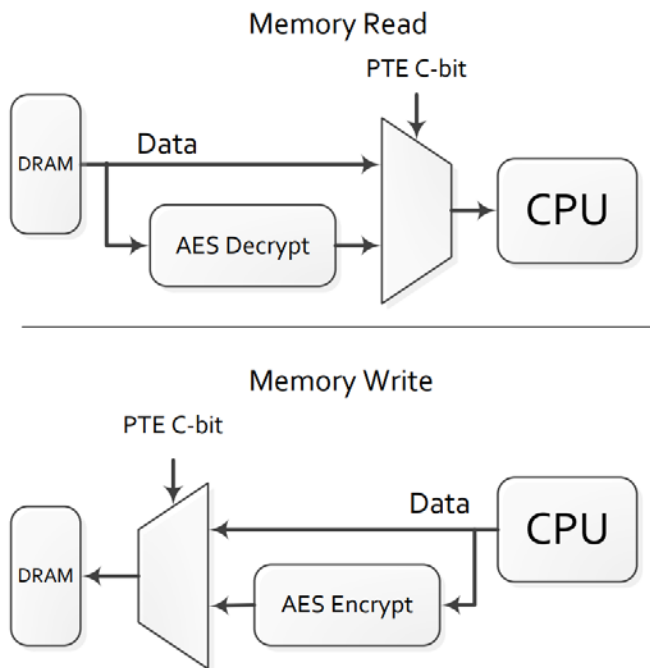 Memory Read
PTE C-bit
DRAM
Data
AES Decrypt
CPU
Memory Write
PTE C-bit
DRAM
Data
AES Encrypt
CPU